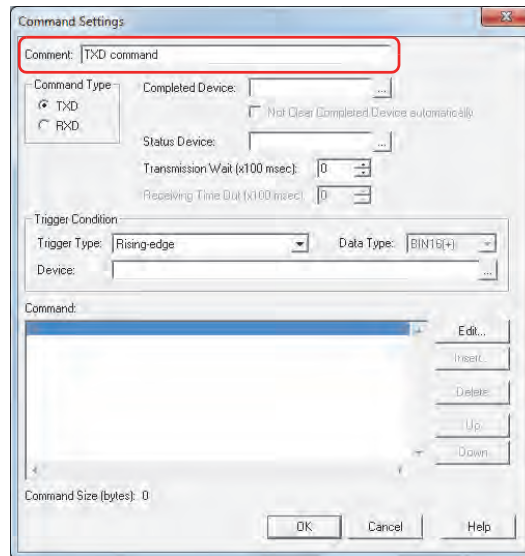 Command Settings
Comment: TXD command
Command Type
TXD
RXD
Completed Device: ...
Not Clear Completed Device automatically
Status Device: ...
Transmission Wait (x100 msec): 0
Receiving Time Out (x100 msec): 0
Trigger Condition
Trigger Type: Rising-edge Data Type: BIN16(+)
Device: ...
Command:
Edit...
Insert...
Delete
Up
Down
Command Size (bytes): 0
OK Cancel Help